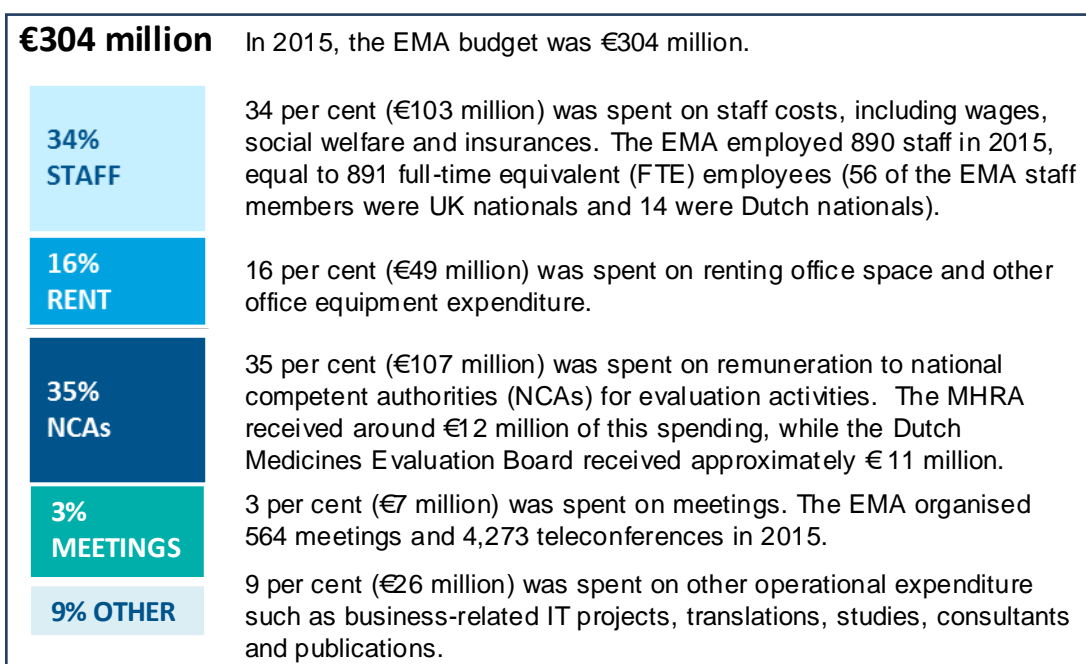 €304 million In 2015, the EMA budget was €304 million.
34%
STAFF
34 per cent (€103 million) was spent on staff costs, including wages,
social welfare and insurances. The EMA employed 890 staff in 2015,
equal to 891 full-time equivalent (FTE) employees (56 of the EMA staff
members were UK nationals and 14 were Dutch nationals).
16%
RENT
16 per cent (€49 million) was spent on renting office space and other
office equipment expenditure.
35%
NCAs
35 per cent (€107 million) was spent on remuneration to national
competent authorities (NCAs) for evaluation activities. The MHRA
received around €12 million of this spending, while the Dutch
Medicines Evaluation Board received approximately € 11 million.
3%
MEETINGS
3 per cent (€7 million) was spent on meetings. The EMA organised
564 meetings and 4,273 teleconferences in 2015.
9% OTHER
9 per cent (€26 million) was spent on other operational expenditure
such as business-related IT projects, translations, studies, consultants
and publications.